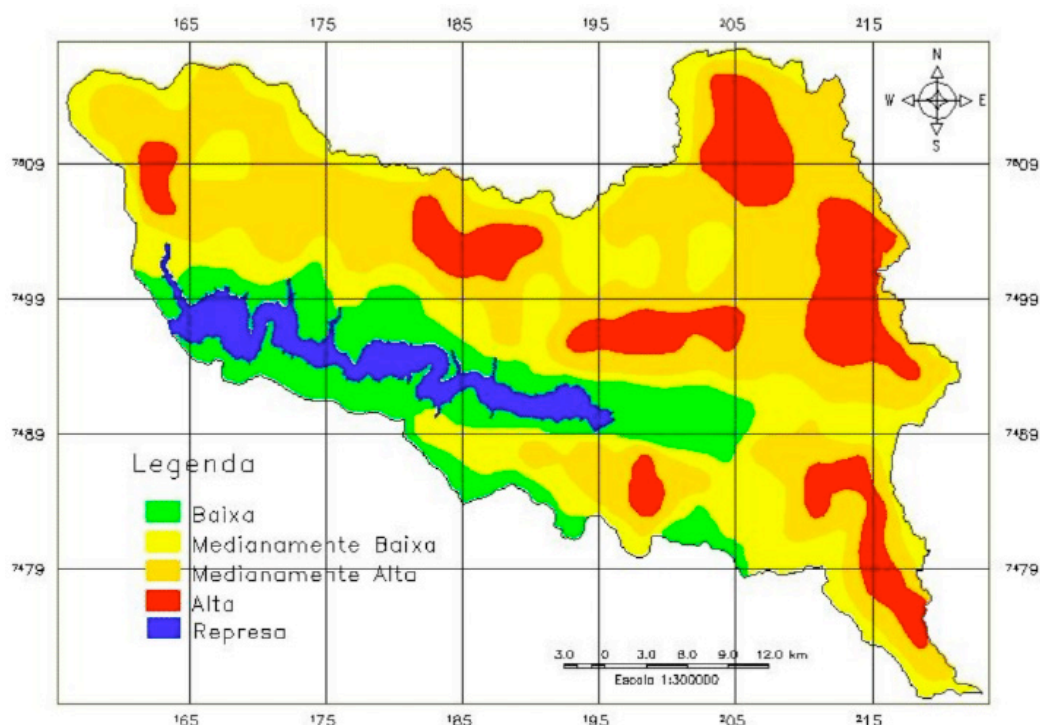 165 175 185 195 205 215
N
W E
S
7509 7509
7499 7499
7489 7489
Legenda
Baixa
Medianamente Baixa
Medianamente Alta
7479 7479
Alta
Represa
3.0 0 3.0 6.0 9.0 12.0 km
Escala 1:300000
165 175 185 195 205 215